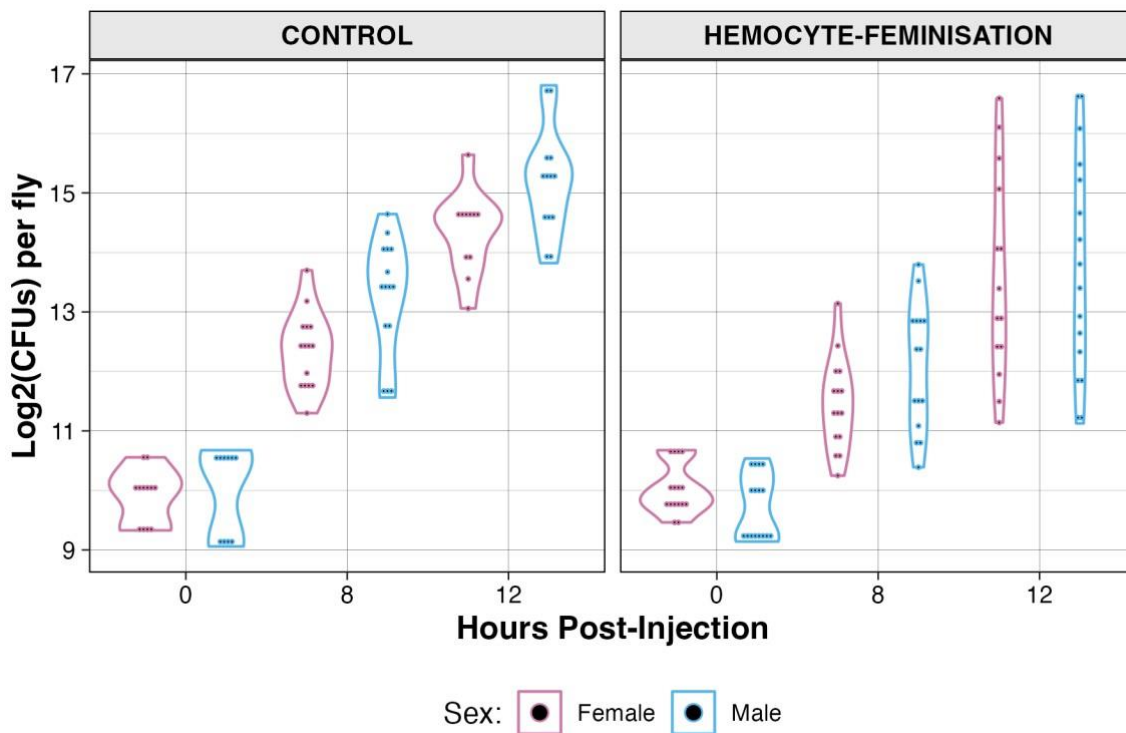 CONTROL
HEMOCYTE-FEMINISATION
Log2(CFUs) per fly
17
15
13
11
9
0 8 12
0 8 12
Hours Post-Injection
Sex: Female Male